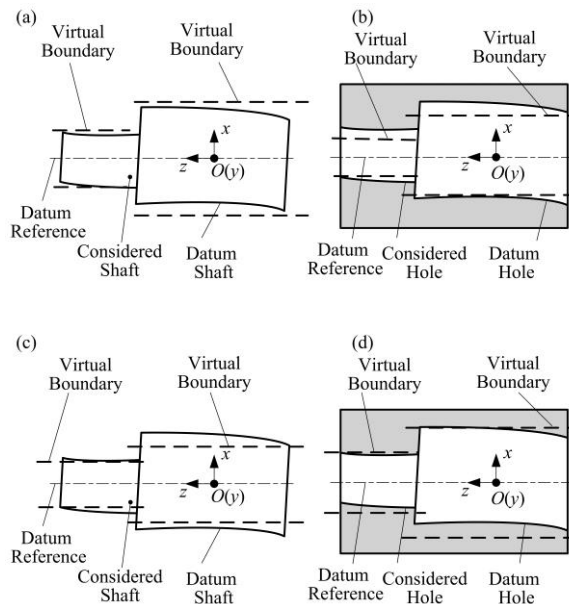 (a)
Virtual
Boundary
Virtual
Boundary
x
z
O(y)
Datum
Reference
Considered
Shaft
Datum
Shaft
(b)
Virtual
Boundary
Virtual
Boundary
x
z
O(y)
Datum
Reference
Considered
Hole
Datum
Hole
(c)
Virtual
Boundary
Virtual
Boundary
x
z
O(y)
Datum
Reference
Considered
Shaft
Datum
Shaft
(d)
Virtual
Boundary
Virtual
Boundary
x
z
O(y)
Datum
Reference
Considered
Hole
Datum
Hole